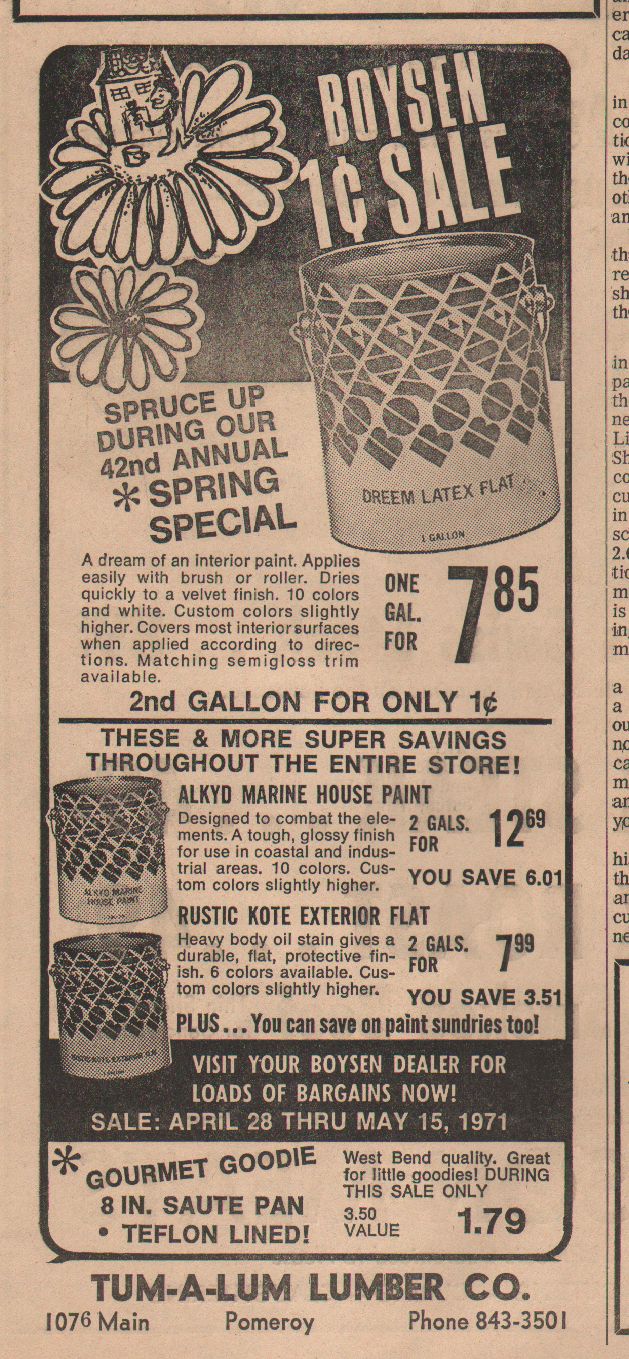 BOYSEN
1¢ SALE
BOYSEN
DREEM LATEX FLAT
1 GALLON
SPRUCE UP
DURING OUR
42nd ANNUAL
* SPRING
SPECIAL
A dream of an interior paint. Applies
easily with brush or roller. Dries
quickly to a velvet finish. 10 colors
and white. Custom colors slightly
higher. Covers most interior surfaces
when applied according to direc-
tions. Matching semigloss trim
available.
ONE
GAL.
FOR
7 85
2nd GALLON FOR ONLY 1¢
THESE & MORE SUPER SAVINGS
THROUGHOUT THE ENTIRE STORE!
ALKYD MARINE HOUSE PAINT
Designed to combat the ele-
ments. A tough, glossy finish
for use in coastal and indus-
trial areas. 10 colors. Cus-
tom colors slightly higher.
2 GALS.
FOR
12 69
YOU SAVE 6.01
ALKYD MARINE
HOUSE PAINT
RUSTIC KOTE EXTERIOR FLAT
Heavy body oil stain gives a
durable, flat, protective fin-
ish. 6 colors available. Cus-
tom colors slightly higher.
2 GALS.
FOR
7 99
YOU SAVE 3.51
PLUS... You can save on paint sundries too!
VISIT YOUR BOYSEN DEALER FOR
LOADS OF BARGAINS NOW!
SALE: APRIL 28 THRU MAY 15, 1971
* GOURMET GOODIE
8 IN. SAUTE PAN
• TEFLON LINED!
West Bend quality. Great
for little goodies! DURING
THIS SALE ONLY
3.50
VALUE
1.79
TUM-A-LUM LUMBER CO.
1076 Main Pomeroy Phone 843-3501